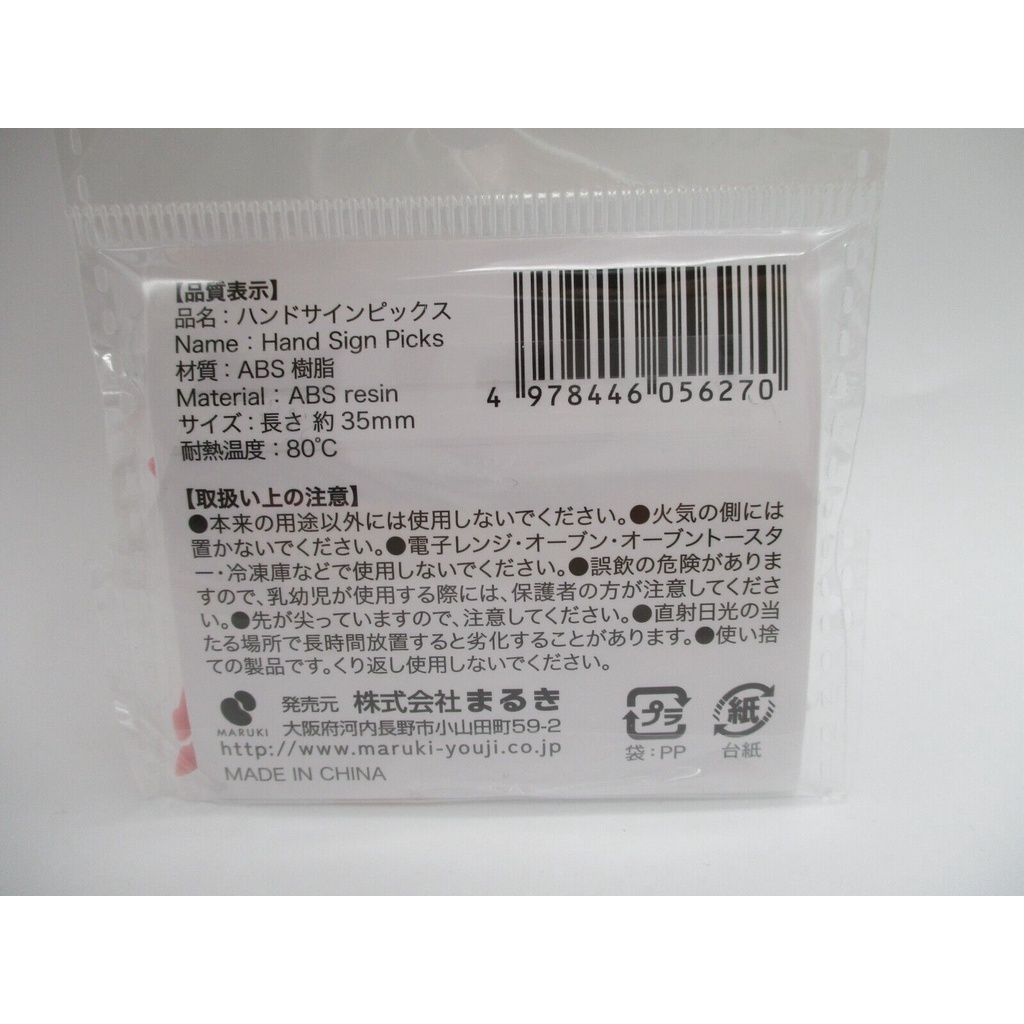 【品質表示】
品名：ハンドサインピックス
Name：Hand Sign Picks
材質：ABS 樹脂
Material：ABS resin
サイズ：長さ 約 35mm
耐熱温度：80℃
4 978446 056270
【取扱い上の注意】
●本来の用途以外には使用しないでください。●火気の側には
置かないでください。●電子レンジ・オーブン・オーブントースタ
ー・冷凍庫などで使用しないでください。●誤飲の危険がありま
すので、乳幼児が使用する際には、保護者の方が注意してくださ
い。●先が尖っていますので、注意してください。●直射日光の当
たる場所で長時間放置すると劣化することがあります。●使い捨
ての製品です。くり返し使用しないでください。
MARUKI
発売元 株式会社 まるき
大阪府河内長野市小山田町59-2
http://www.maruki-youji.co.jp
MADE IN CHINA
プラ
袋：PP
紙
台紙